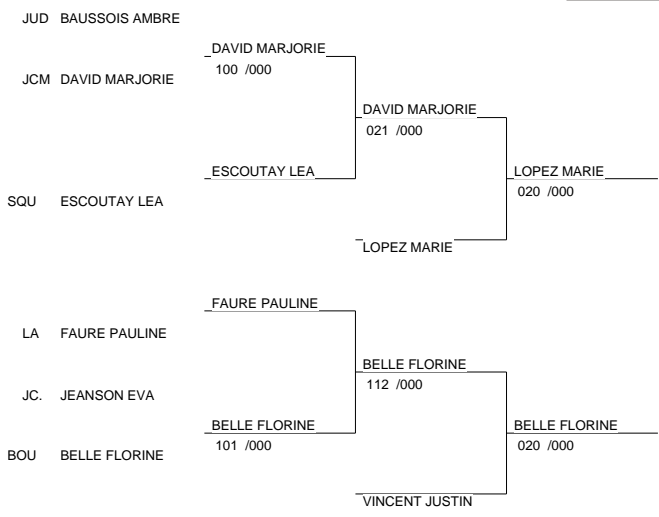 JUD BAUSSOIS AMBRE
DAVID MARJORIE
100 /000
JCM DAVID MARJORIE
DAVID MARJORIE
021 /000
ESCOUTAY LEA
LOPEZ MARIE
020 /000
SQU ESCOUTAY LEA
LOPEZ MARIE
FAURE PAULINE
LA FAURE PAULINE
BELLE FLORINE
112 /000
JC. JEANSON EVA
BELLE FLORINE
101 /000
BELLE FLORINE
020 /000
BOU BELLE FLORINE
VINCENT JUSTIN